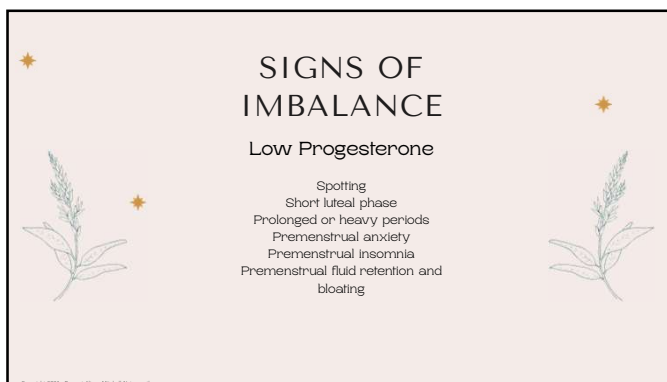 SIGNS OF
IMBALANCE
Low Progesterone
Spotting
Short luteal phase
Prolonged or heavy periods
Premenstrual anxiety
Premenstrual insomnia
Premenstrual fluid retention and
bloating